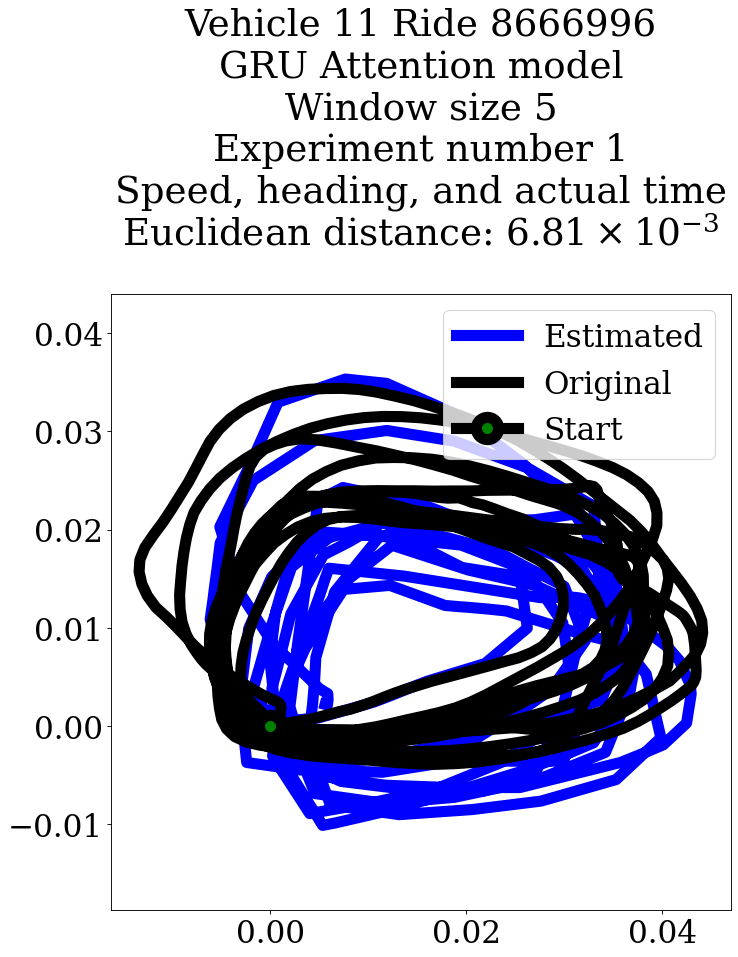 Vehicle 11 Ride 8666996
GRU Attention model
Window size 5
Experiment number 1
Speed, heading, and actual time
Euclidean distance: 6.81 × 10⁻³
Estimated
Original
Start
0.04
0.03
0.02
0.01
0.00
−0.01
0.00 0.02 0.04